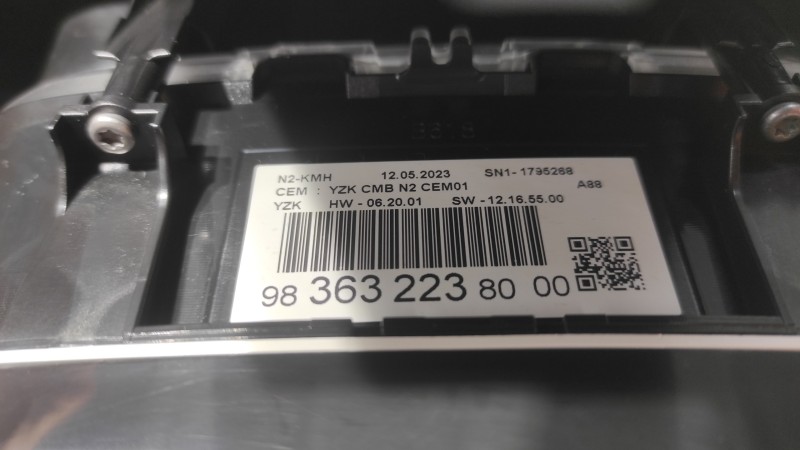 N2-KMH 12.05.2023 SN1-1795268
CEM : YZK CMB N2 CEM01 A88
YZK HW - 06.20.01 SW - 12.16.55.00
98 363 223 80 00